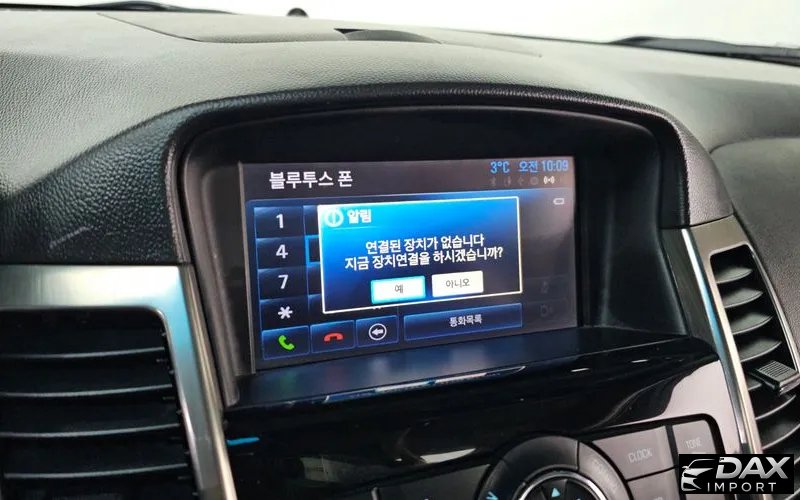 블루투스 폰
3°C 오전 10:09
알림
1
연결된 장치가 없습니다
지금 장치연결을 하시겠습니까?
4
7
예 아니오
*
통화목록
CLOCK TONE
DAX
IMPORT